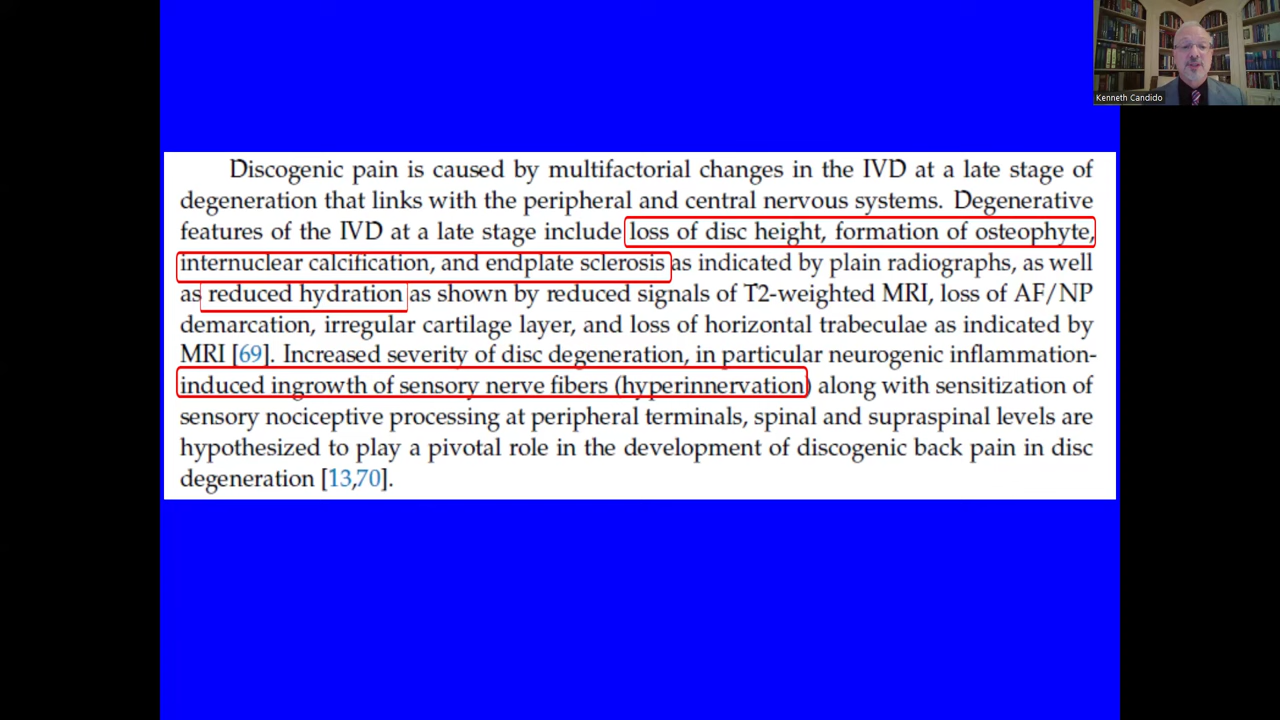 Kenneth Candido
Discogenic pain is caused by multifactorial changes in the IVD at a late stage of
degeneration that links with the peripheral and central nervous systems. Degenerative
features of the IVD at a late stage include loss of disc height, formation of osteophyte,
internuclear calcification, and endplate sclerosis as indicated by plain radiographs, as well
as reduced hydration as shown by reduced signals of T2-weighted MRI, loss of AF/NP
demarcation, irregular cartilage layer, and loss of horizontal trabeculae as indicated by
MRI [69]. Increased severity of disc degeneration, in particular neurogenic inflammation-
induced ingrowth of sensory nerve fibers (hyperinnervation) along with sensitization of
sensory nociceptive processing at peripheral terminals, spinal and supraspinal levels are
hypothesized to play a pivotal role in the development of discogenic back pain in disc
degeneration [13,70].